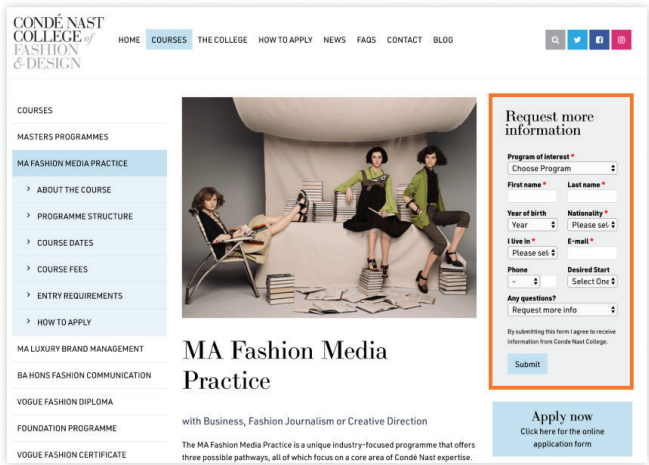 CONDÉ NAST
COLLEGE of
FASHION
& DESIGN
HOME COURSES THE COLLEGE HOW TO APPLY NEWS FAQS CONTACT BLOG
COURSES
MASTERS PROGRAMMES
MA FASHION MEDIA PRACTICE
> ABOUT THE COURSE
> PROGRAMME STRUCTURE
> COURSE DATES
> COURSE FEES
> ENTRY REQUIREMENTS
> HOW TO APPLY
MA LUXURY BRAND MANAGEMENT
BA HONS FASHION COMMUNICATION
VOGUE FASHION DIPLOMA
FOUNDATION PROGRAMME
VOGUE FASHION CERTIFICATE
MA Fashion Media
Practice
with Business, Fashion Journalism or Creative Direction
The MA Fashion Media Practice is a unique industry-focused programme that offers
three possible pathways, all of which focus on a core area of Condé Nast expertise.
Request more
information
Program of interest *
Choose Program
First name * Last name *
Year of birth Nationality *
Year Please sel
I live in * E-mail *
Please sel
Phone Desired Start
- Select One
Any questions?
Request more info
By submitting this form I agree to receive
information from Conde Nast College.
Submit
Apply now
Click here for the online
application form